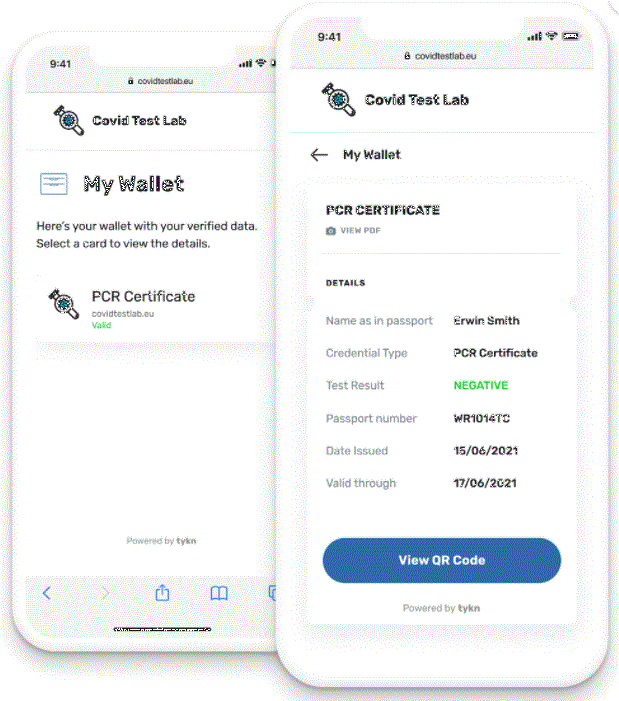 9:41
covidtestlab.eu
Covid Test Lab
My Wallet
Here's your wallet with your verified data.
Select a card to view the details.
PCR Certificate
covidtestlab.eu
Valid
Powered by tykn
9:41
covidtestlab.eu
Covid Test Lab
My Wallet
PCR CERTIFICATE
VIEW PDF
DETAILS
Name as in passport Erwin Smith
Credential Type PCR Certificate
Test Result NEGATIVE
Passport number WR1014TC
Date Issued 15/06/2021
Valid through 17/06/2021
View QR Code
Powered by tykn